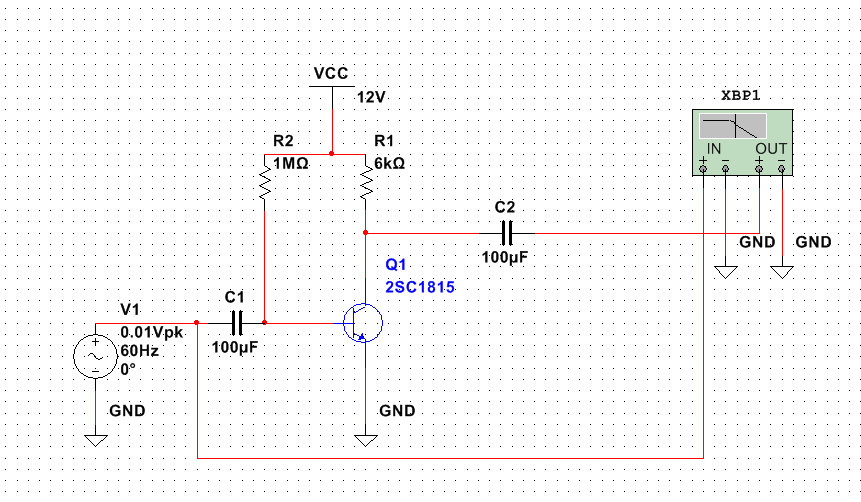 VCC
12V
XBP1
R2
1MΩ
R1
6kΩ
IN
OUT
+
-
+
-
C2
100µF
GND
GND
Q1
2SC1815
C1
100µF
V1
0.01Vpk
60Hz
0°
GND
GND